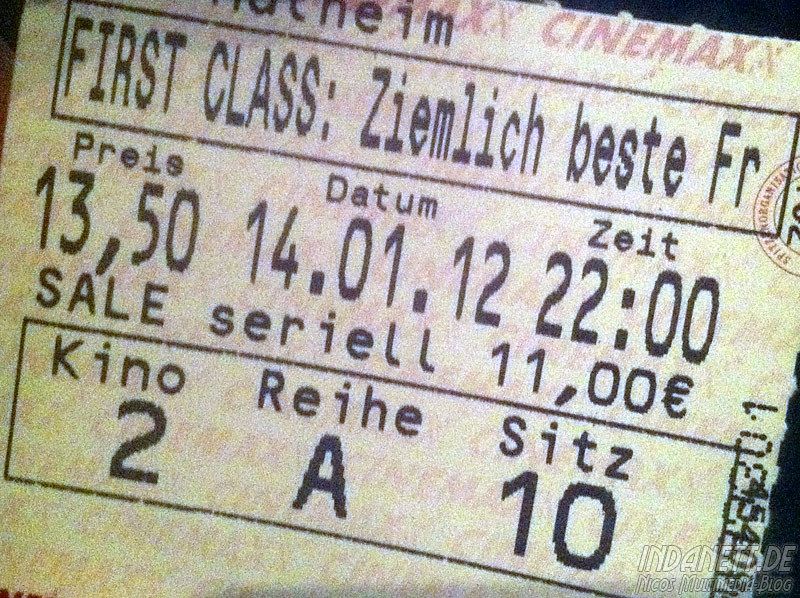 CINEMAXX
FIRST CLASS: Ziemlich beste Fr
Preis Datum Zeit
13,50 14.01.12 22:00
SALE seriell 11,00€
Kino Reihe Sitz
2 A 10
INDANETT.DE
Nicos Multimedia-Blog